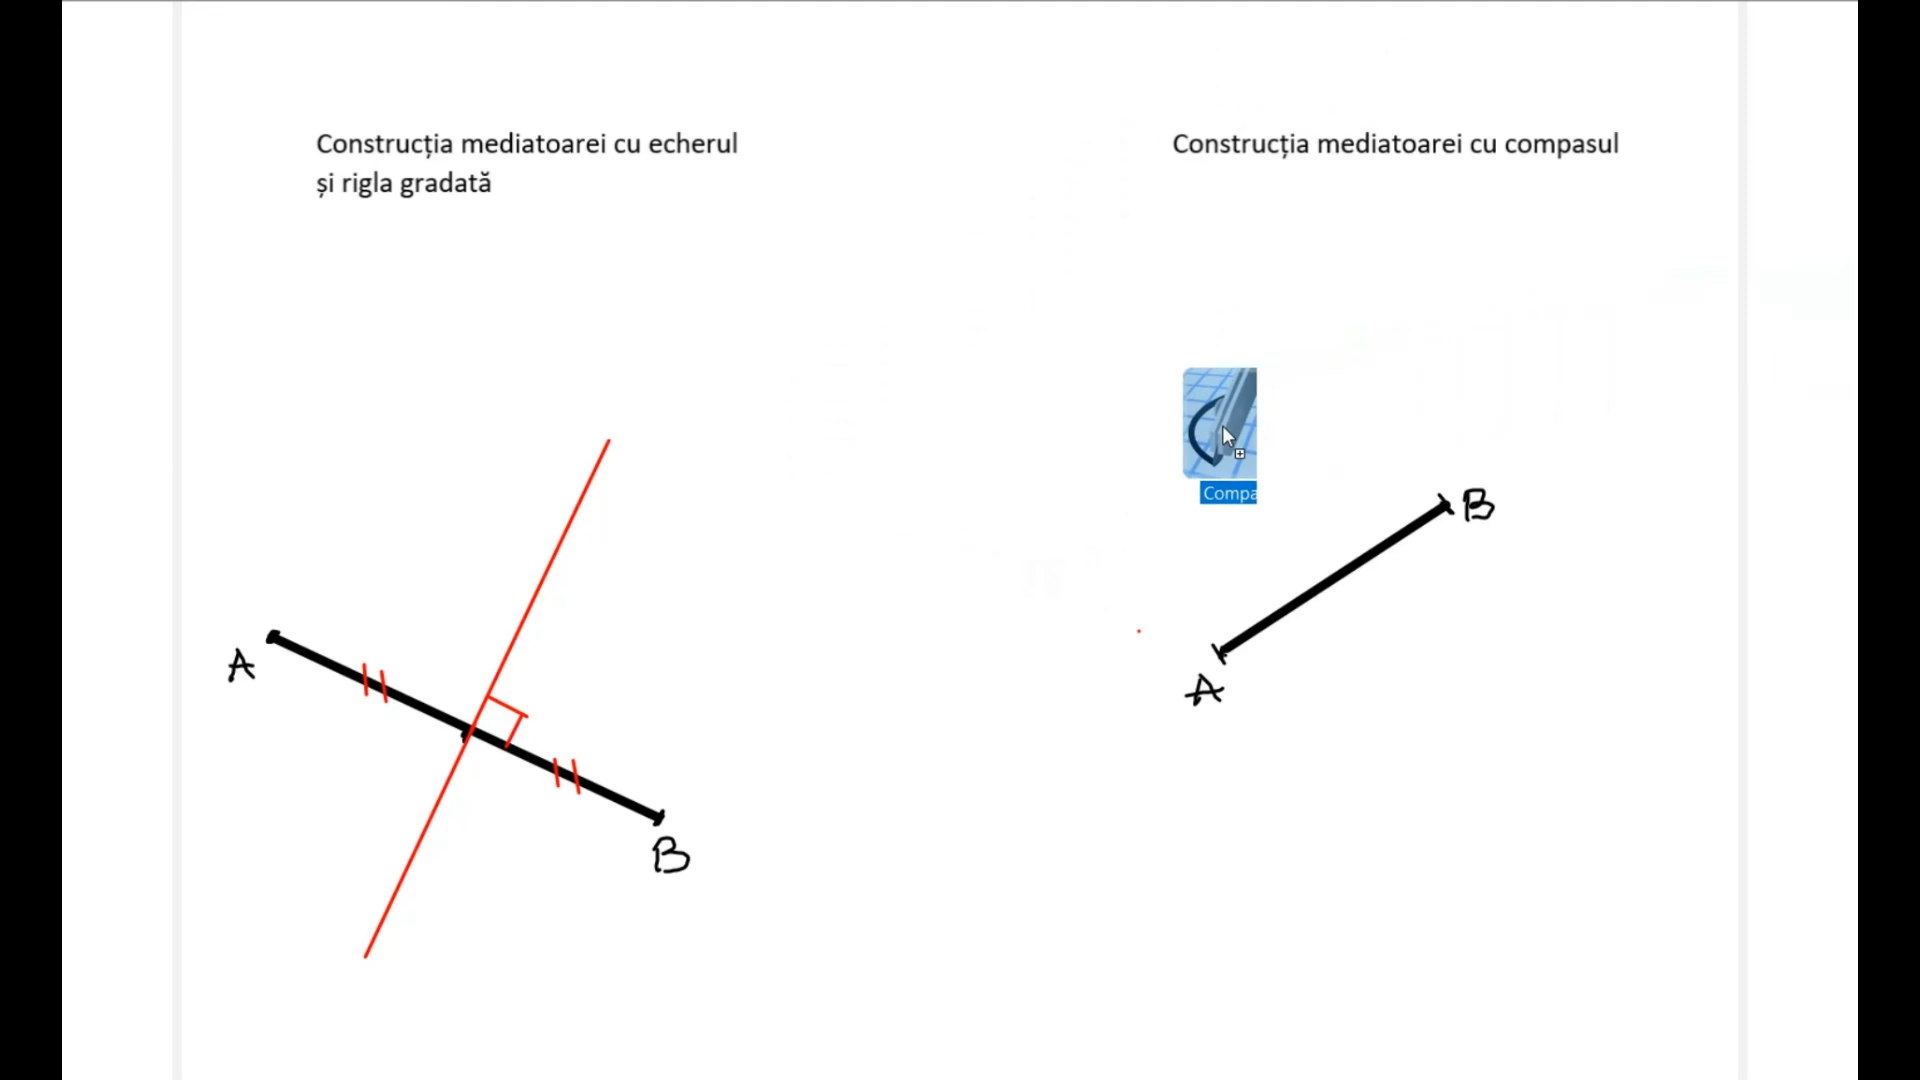 Construcția mediatoarei cu echerul
și rigla gradată
Construcția mediatoarei cu compasul
Compa
B
A
A
B